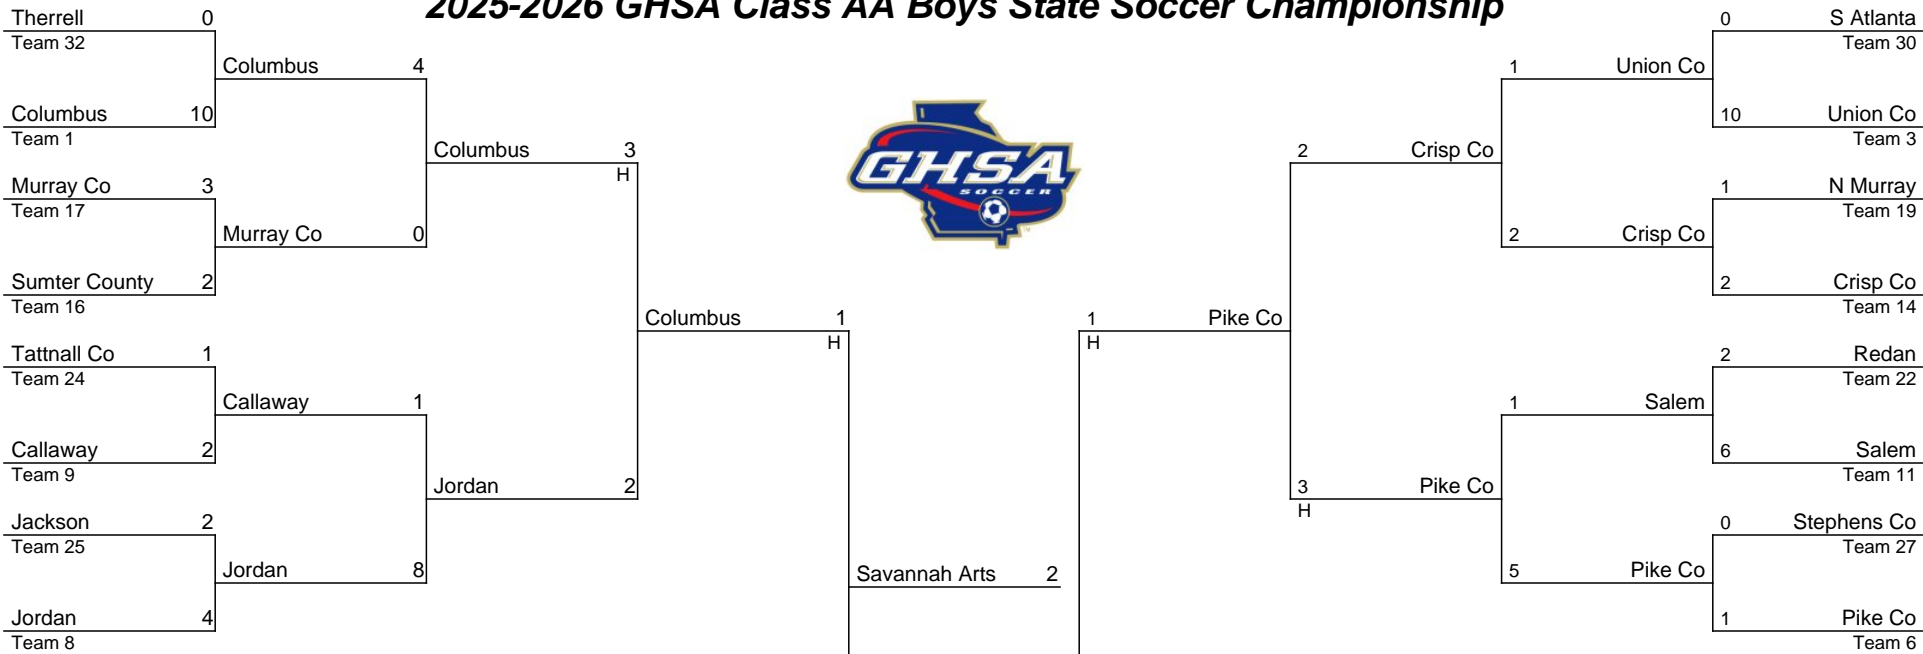 2025-2026 GHSA Class AA Boys State Soccer Championship
Therrell 0
Team 32
Columbus 4
Columbus 10
Team 1
Columbus 3
H
Murray Co 3
Team 17
Murray Co 0
Sumter County 2
Team 16
Columbus 1
H
Tattnall Co 1
Team 24
Callaway 1
Callaway 2
Team 9
Jordan 2
Jackson 2
Team 25
Jordan 8
Jordan 4
Team 8
Savannah Arts 2
GHSA
SOCCER
TM
0 S Atlanta
Team 30
1 Union Co
10 Union Co
Team 3
2 Crisp Co
1 N Murray
Team 19
2 Crisp Co
2 Crisp Co
Team 14
1 Pike Co
H
2 Redan
Team 22
1 Salem
6 Salem
Team 11
3 Pike Co
H
0 Stephens Co
Team 27
5 Pike Co
1 Pike Co
Team 6